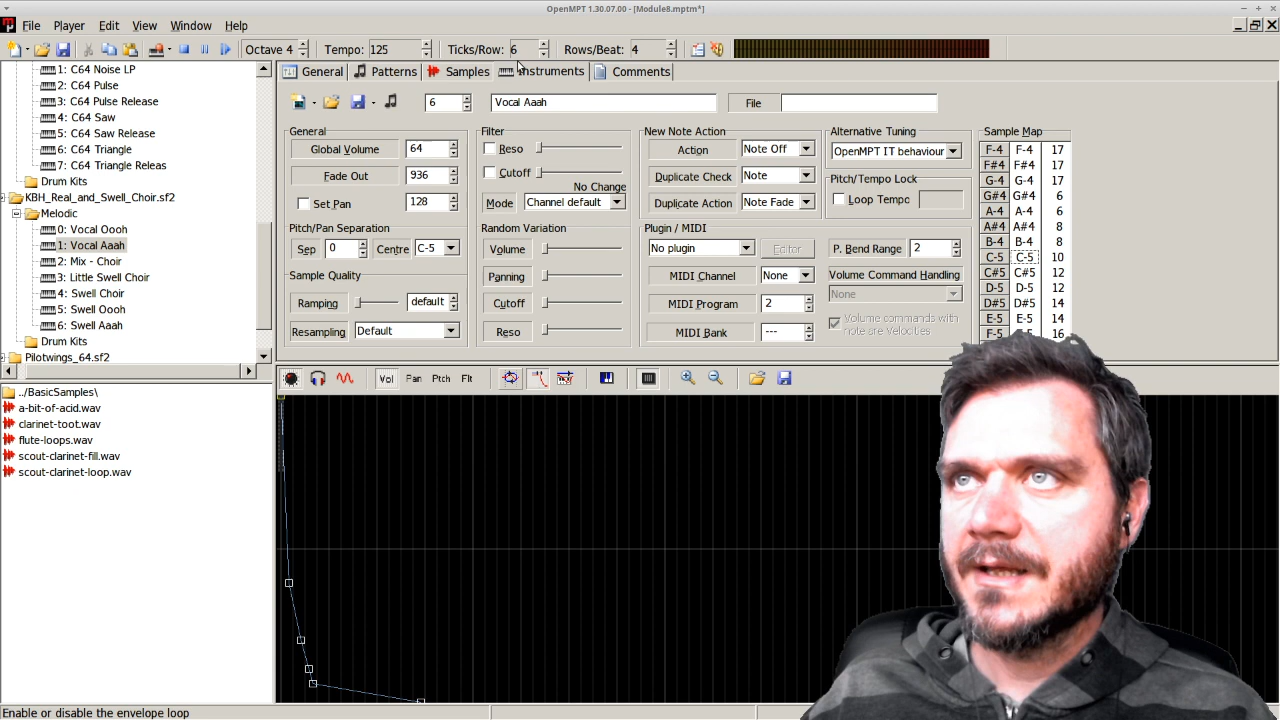 OpenMPT 1.30.07.00 - [Module8.mptm*]
File Player Edit View Window Help
Octave 4 Tempo: 125 Ticks/Row: 6 Rows/Beat: 4
General Patterns Samples Instruments Comments
1: C64 Noise LP
2: C64 Pulse
3: C64 Pulse Release
4: C64 Saw
5: C64 Saw Release
6: C64 Triangle
7: C64 Triangle Releas
Drum Kits
KBH_Real_and_Swell_Choir.sf2
Melodic
0: Vocal Oooh
1: Vocal Aaah
2: Mix - Choir
3: Little Swell Choir
4: Swell Choir
5: Swell Oooh
6: Swell Aaah
Drum Kits
Pilotwings_64.sf2
../BasicSamples\
a-bit-of-acid.wav
clarinet-toot.wav
flute-loops.wav
scout-clarinet-fill.wav
scout-clarinet-loop.wav
6 Vocal Aaah File
General
Global Volume 64
Fade Out 936
Set Pan 128
Pitch/Pan Separation
Sep 0 Centre C-5
Sample Quality
Ramping default
Resampling Default
Filter
Reso
Cutoff
No Change
Mode Channel default
Random Variation
Volume
Panning
Cutoff
Reso
New Note Action
Action Note Off
Duplicate Check Note
Duplicate Action Note Fade
Plugin / MIDI
No plugin Editor
MIDI Channel None
MIDI Program 2
MIDI Bank ---
Alternative Tuning
OpenMPT IT behaviour
Pitch/Tempo Lock
Loop Tempo
P. Bend Range 2
Volume Command Handling
None
Volume commands with
note are Velocities
Sample Map
F-4 F-4 17
F#4 F#4 17
G-4 G-4 17
G#4 G#4 6
A-4 A-4 6
A#4 A#4 8
B-4 B-4 8
C-5 C-5 10
C#5 C#5 12
D-5 D-5 12
D#5 D#5 14
E-5 E-5 14
F-5 F-5 16
Vol Pan Ptch Flt
Enable or disable the envelope loop